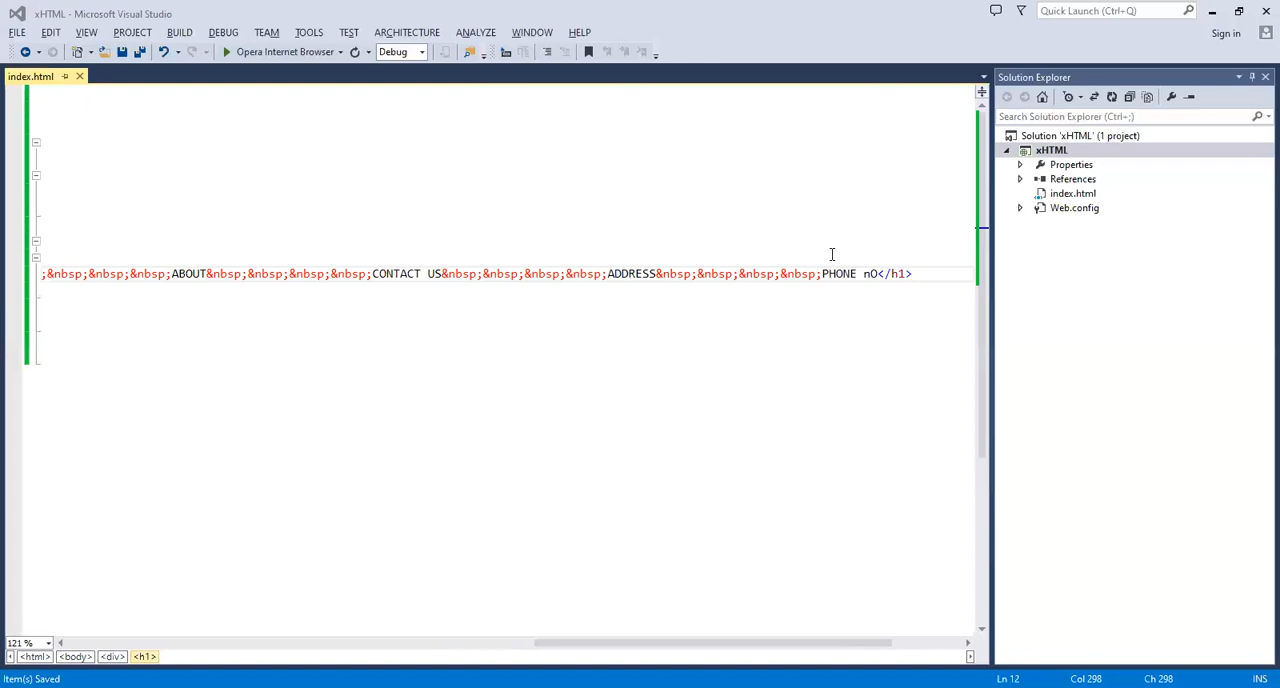 xHTML - Microsoft Visual Studio
Quick Launch (Ctrl+Q)
FILE EDIT VIEW PROJECT BUILD DEBUG TEAM TOOLS TEST ARCHITECTURE ANALYZE WINDOW HELP
Sign in
Opera Internet Browser Debug
index.html
Solution Explorer
Search Solution Explorer (Ctrl+;)
Solution 'xHTML' (1 project)
xHTML
Properties
References
index.html
Web.config
;&nbsp;&nbsp;&nbsp;ABOUT&nbsp;&nbsp;&nbsp;&nbsp;CONTACT US&nbsp;&nbsp;&nbsp;&nbsp;ADDRESS&nbsp;&nbsp;&nbsp;&nbsp;PHONE nO</h1>
121 %
<html> <body> <div> <h1>
Item(s) Saved
Ln 12 Col 298 Ch 298 INS